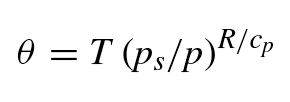 θ = T (p_s/p)^{R/c_p}